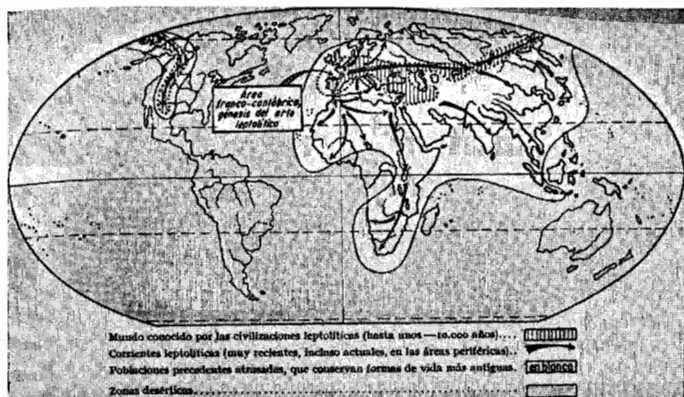 Área
franco-cantábrica,
génesis del arte
leptolítico
Mundo conocido por las civilizaciones leptolíticas (hasta unos —10.000 años)....
Corrientes leptolíticas (muy recientes, incluso actuales, en las áreas periféricas)..
Poblaciones precedentes atrasadas, que conservan formas de vida más antiguas.
en blanco
Zonas desérticas.......................................